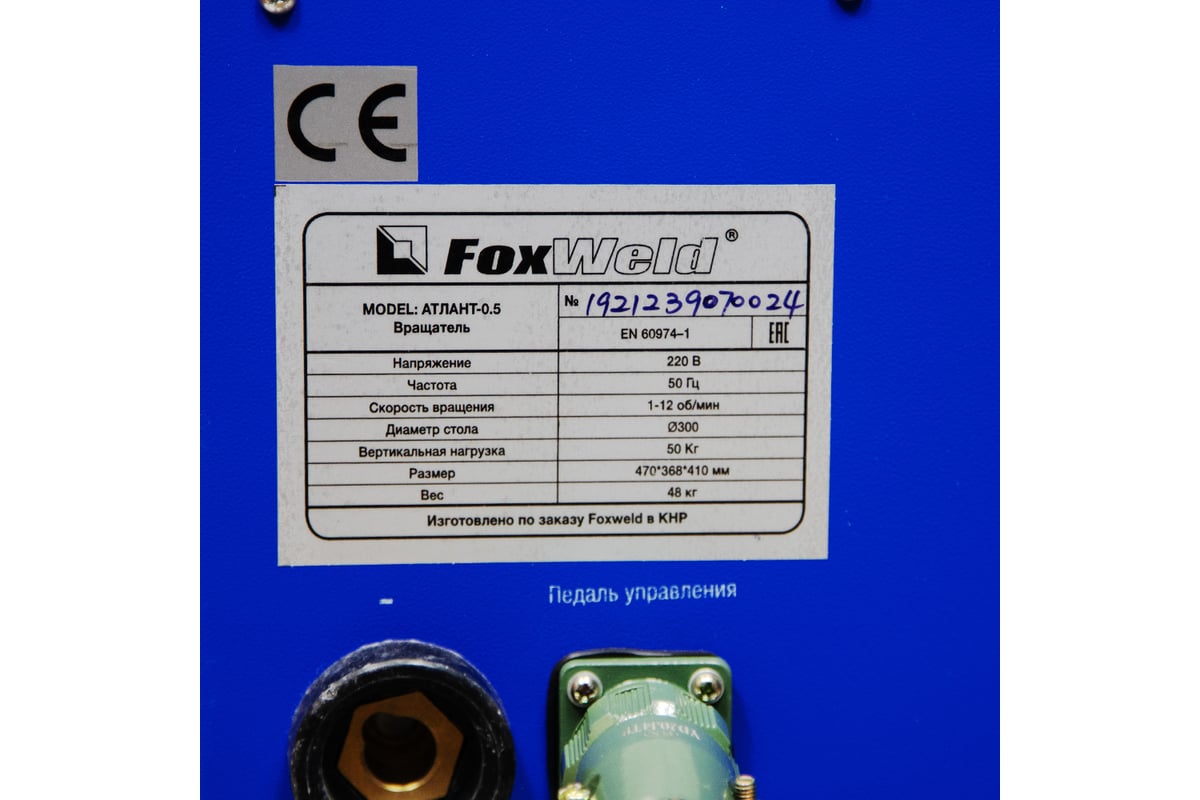 CE
FoxWeld®
MODEL: АТЛАНТ-0.5
Вращатель
№ 1921239070024
EN 60974–1
EAC
Напряжение 220 В
Частота 50 Гц
Скорость вращения 1-12 об/мин
Диаметр стола Ø300
Вертикальная нагрузка 50 Кг
Размер 470*368*410 мм
Вес 48 кг
Изготовлено по заказу Foxweld в КНР
Педаль управления
-